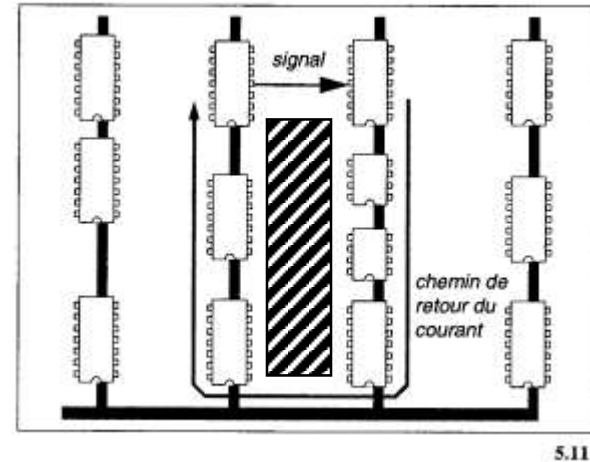 signal
chemin de
retour du
courant
5.11